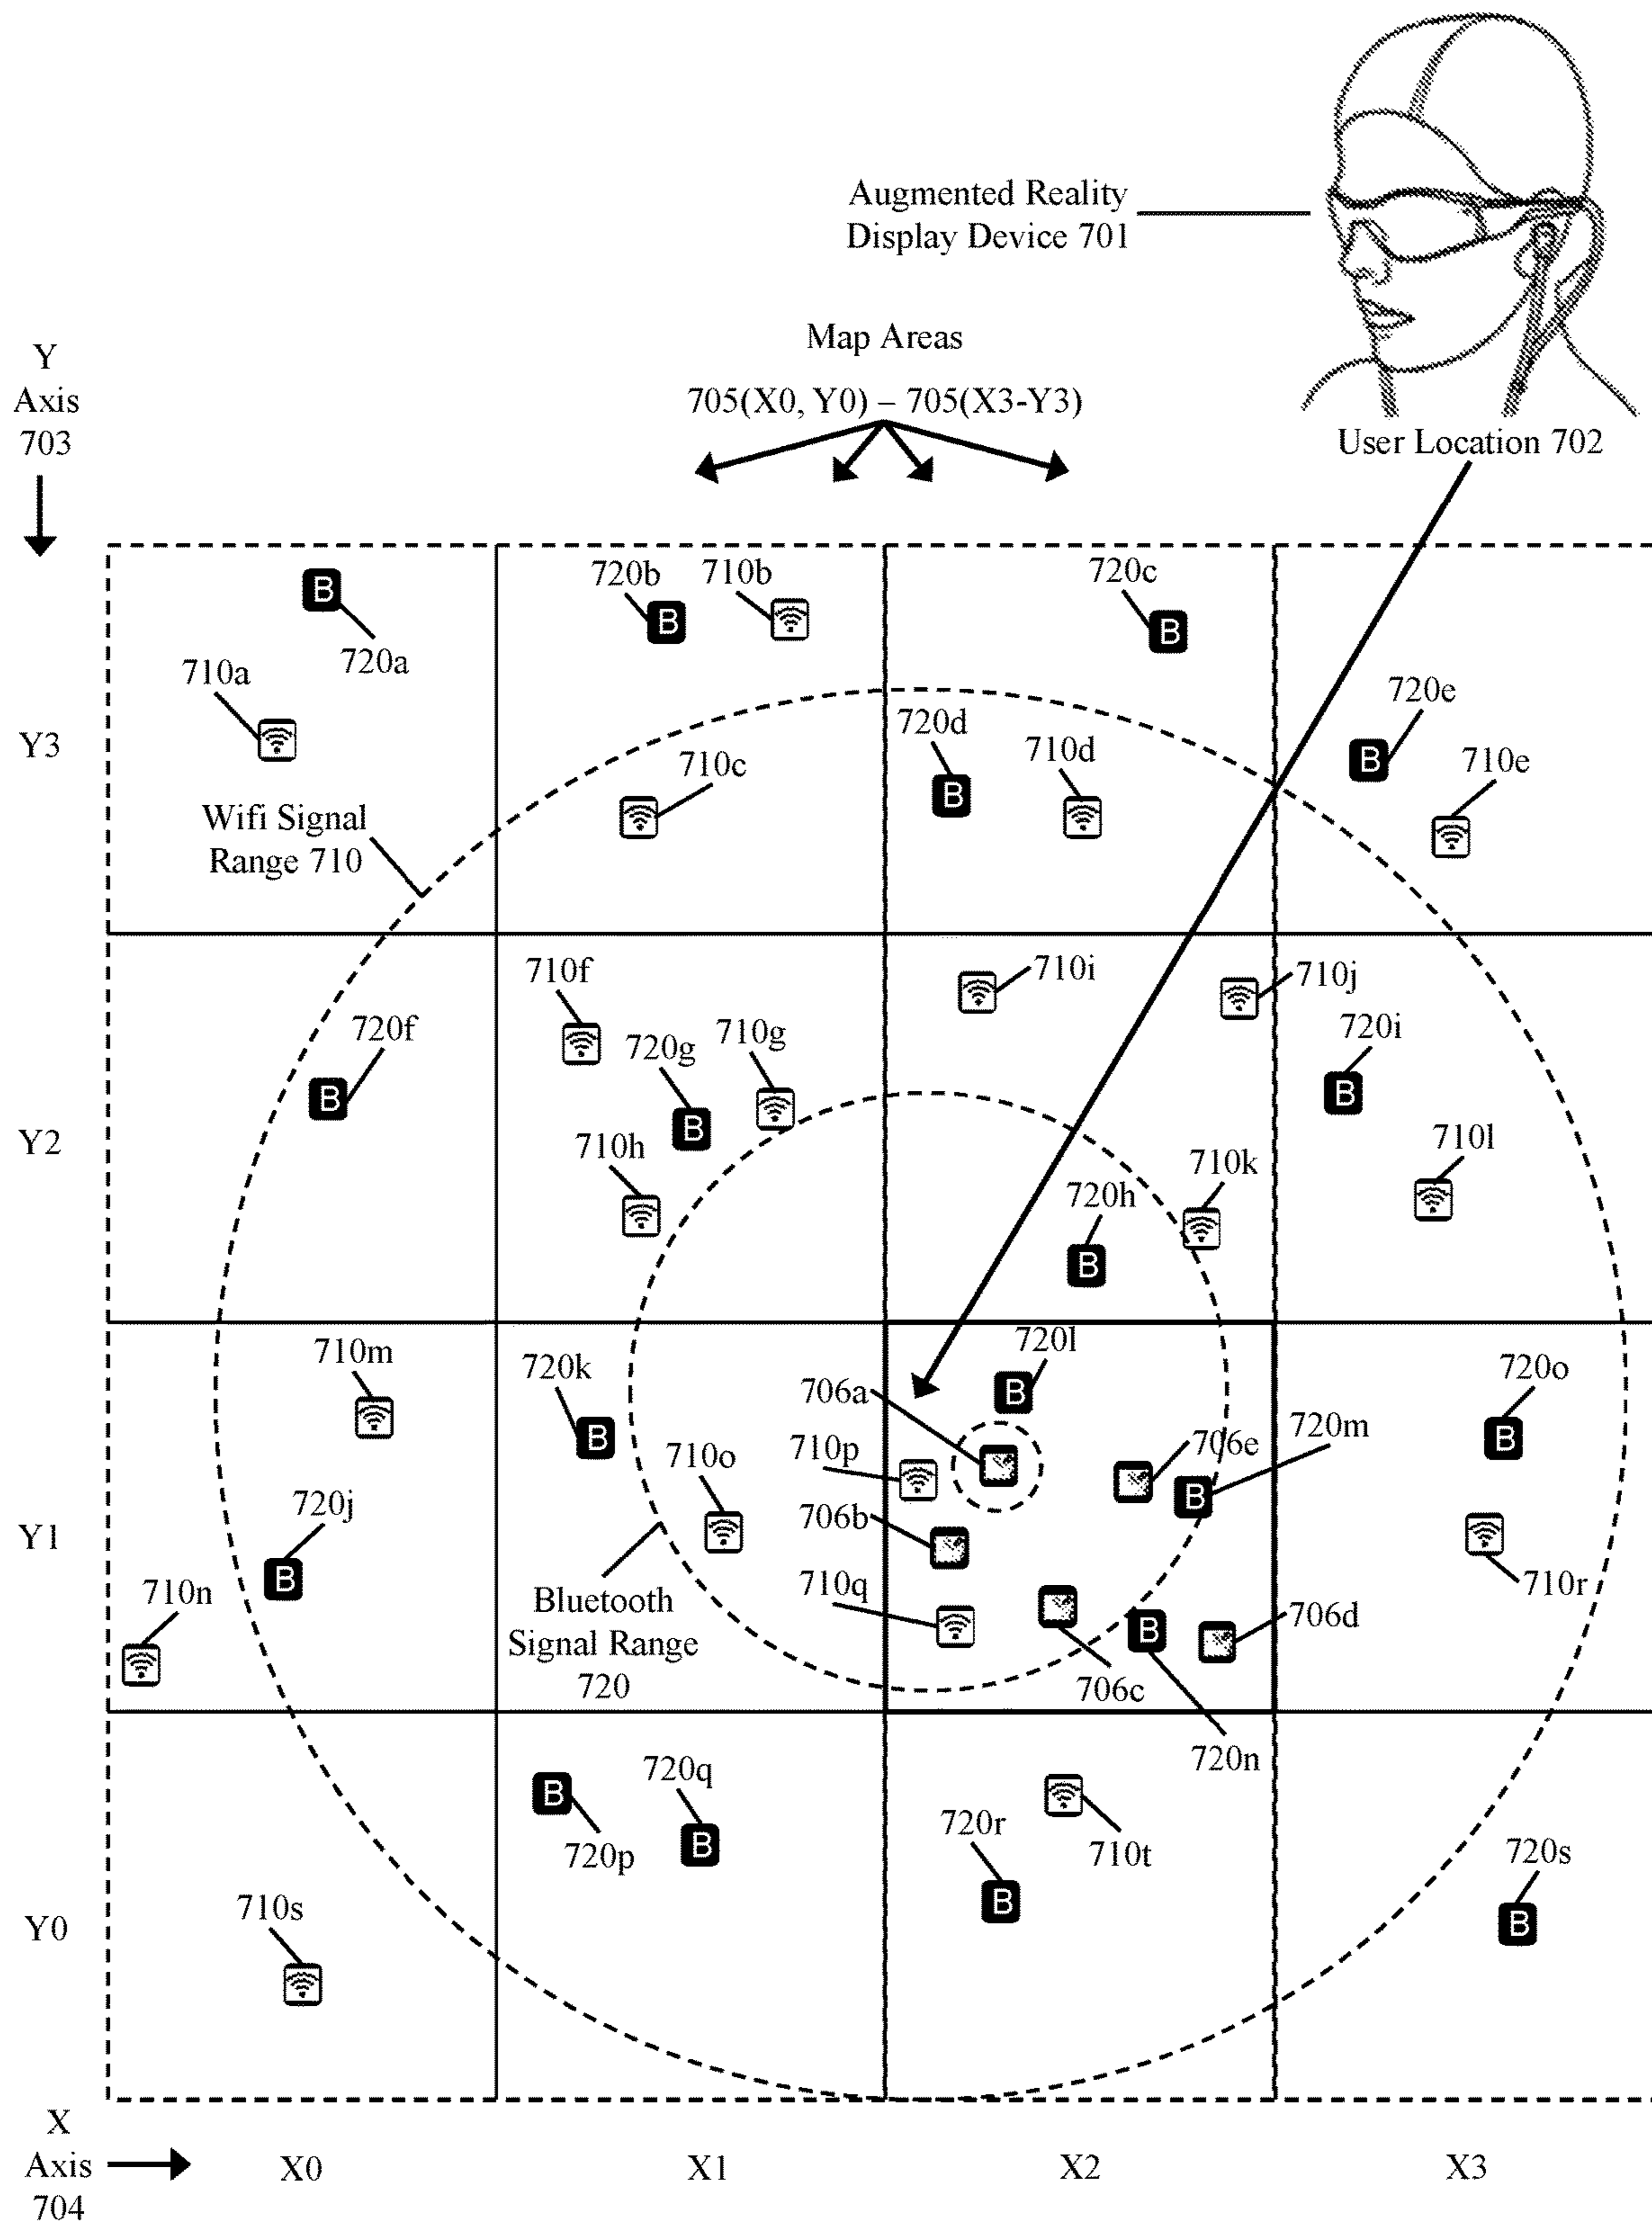 Augmented Reality
Display Device 701
Map Areas
705(X0, Y0) – 705(X3-Y3)
User Location 702
Y
Axis
703
720b
710b
720c
B
B
B
B
720a
710a
720e
720d
710d
710c
710e
Y3
B
B
Wifi Signal
Range 710
710f
710i
710j
720f
720g
710g
720i
B
B
B
Y2
710h
710l
710k
720h
B
710m
720k
720l
720o
706a
B
B
B
710p
706e
720m
710o
B
720j
706b
Y1
B
710n
710q
710r
Bluetooth
Signal Range
720
B
706d
706c
720n
720q
B
720p
B
720r
710t
720s
710s
B
B
Y0
X
Axis
704
X0
X1
X2
X3